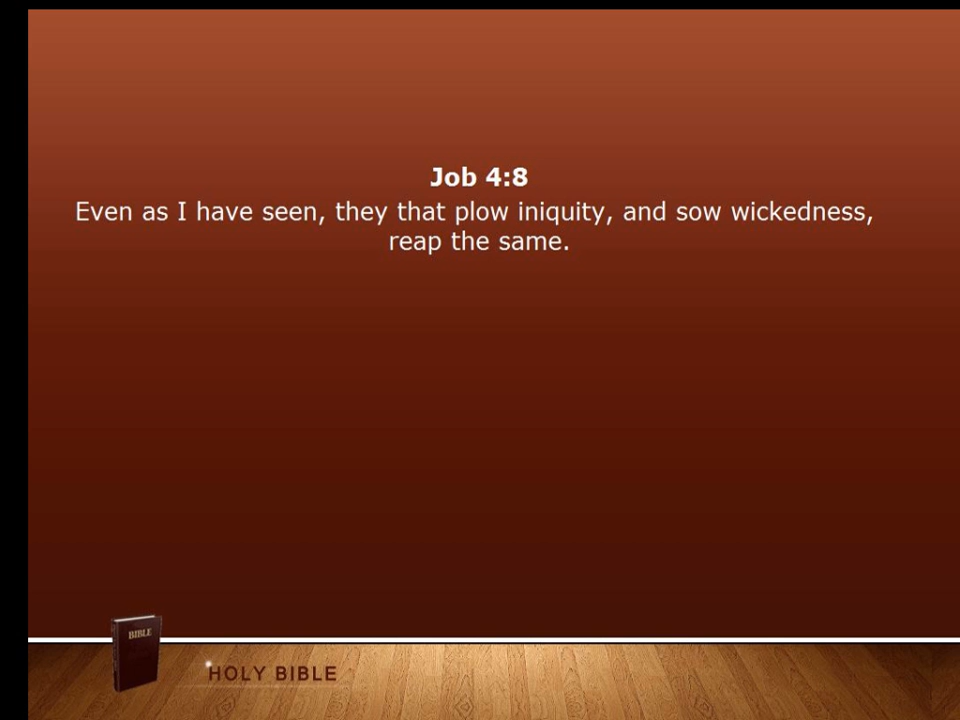 Job 4:8
Even as I have seen, they that plow iniquity, and sow wickedness,
reap the same.
BIBLE
HOLY BIBLE